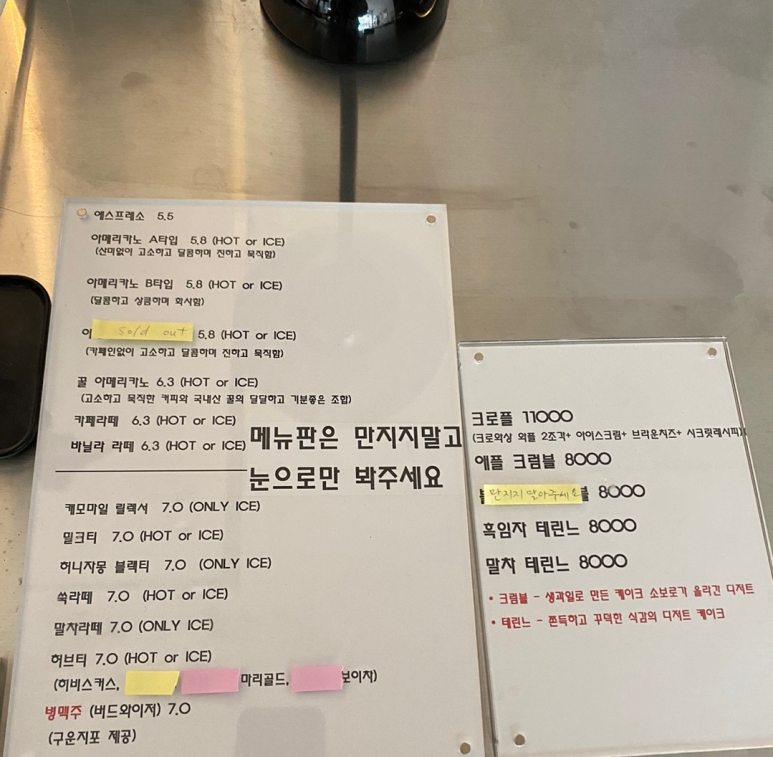 에스프레소 5.5
아메리카노 A타입 5.8 (HOT or ICE)
(산미없이 고소하고 달콤하며 진하고 묵직함)
아메리카노 B타입 5.8 (HOT or ICE)
(달콤하고 상큼하며 화사함)
아 sold out 5.8 (HOT or ICE)
(카페인없이 고소하고 달콤하며 진하고 묵직함)
꿀 아메리카노 6.3 (HOT or ICE)
(고소하고 묵직한 커피와 국내산 꿀의 달달하고 기분좋은 조합)
카페라떼 6.3 (HOT or ICE)
바닐라 라떼 6.3 (HOT or ICE)
메뉴판은 만지지말고
눈으로만 봐주세요
캐모마일 릴렉서 7.0 (ONLY ICE)
밀크티 7.0 (HOT or ICE)
허니자몽 블랙티 7.0 (ONLY ICE)
쑥라떼 7.0 (HOT or ICE)
말차라떼 7.0 (ONLY ICE)
허브티 7.0 (HOT or ICE)
(히비스커스, 마리골드, 보이차)
병맥주 (버드와이저) 7.0
(구운지포 제공)
크로플 11000
(크로와상 와플 2조각+ 아이스크림+ 브라운치즈+ 시크릿레시피)
애플 크럼블 8000
만지지 말아주세요 블 8000
흑임자 테린느 8000
말차 테린느 8000
• 크럼블 - 생과일로 만든 케이크 소보로가 올라간 디저트
• 테린느 - 쫀득하고 꾸덕한 식감의 디저트 케이크